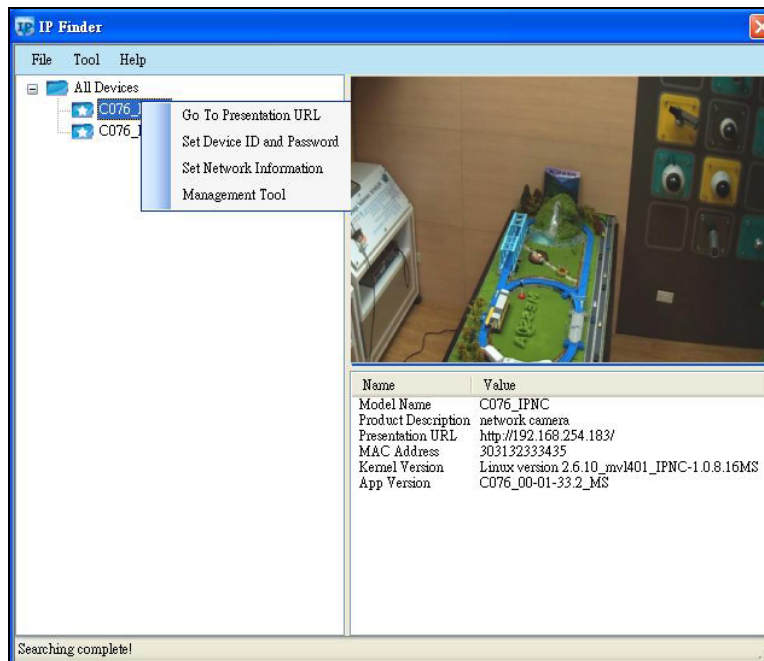 IP IP Finder
File Tool Help
All Devices
C076_I
C076_I
Go To Presentation URL
Set Device ID and Password
Set Network Information
Management Tool
Name Value
Model Name C076_IPNC
Product Description network camera
Presentation URL http://192.168.254.183/
MAC Address 303132333435
Kernel Version Linux version 2.6.10_mvl401_IPNC-1.0.8.16MS
App Version C076_00-01-33.2_MS
Searching complete!